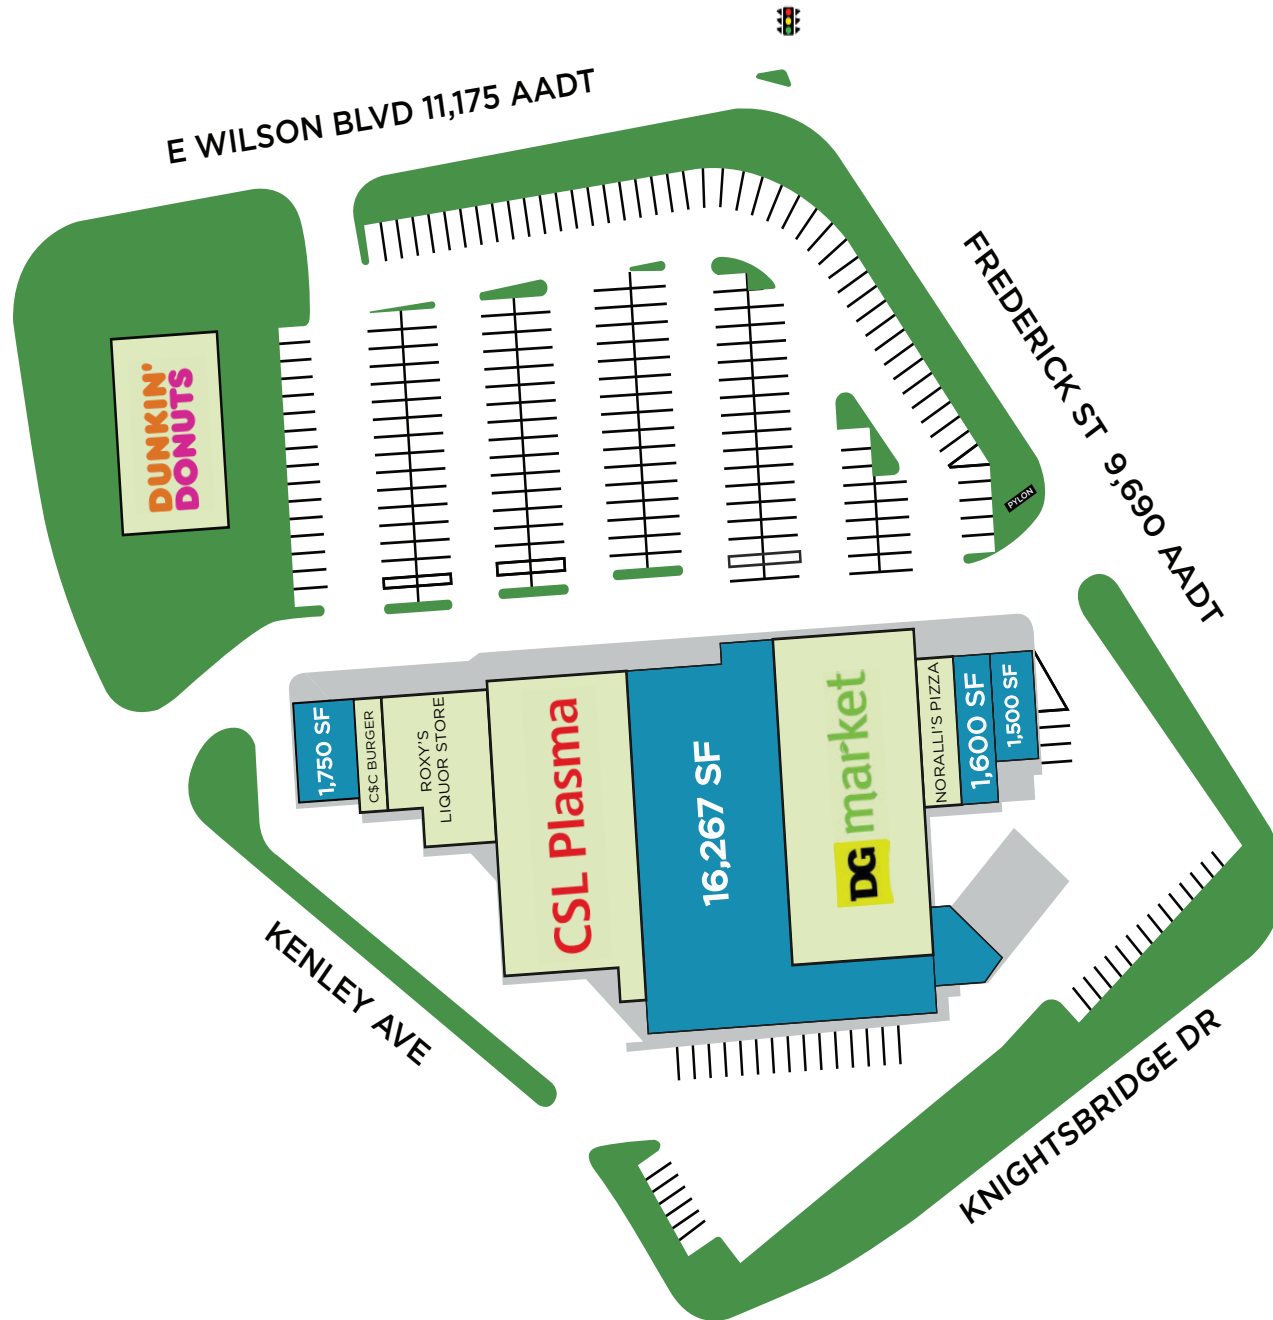 E WILSON BLVD 11,175 AADT
FREDERICK ST 9,690 AADT
DUNKIN'
DONUTS
PYLON
1,750 SF
C$C BURGER
ROXY'S
LIQUOR STORE
CSL Plasma
16,267 SF
DG market
NORALLI'S PIZZA
1,600 SF
1,500 SF
KENLEY AVE
KNIGHTSBRIDGE DR